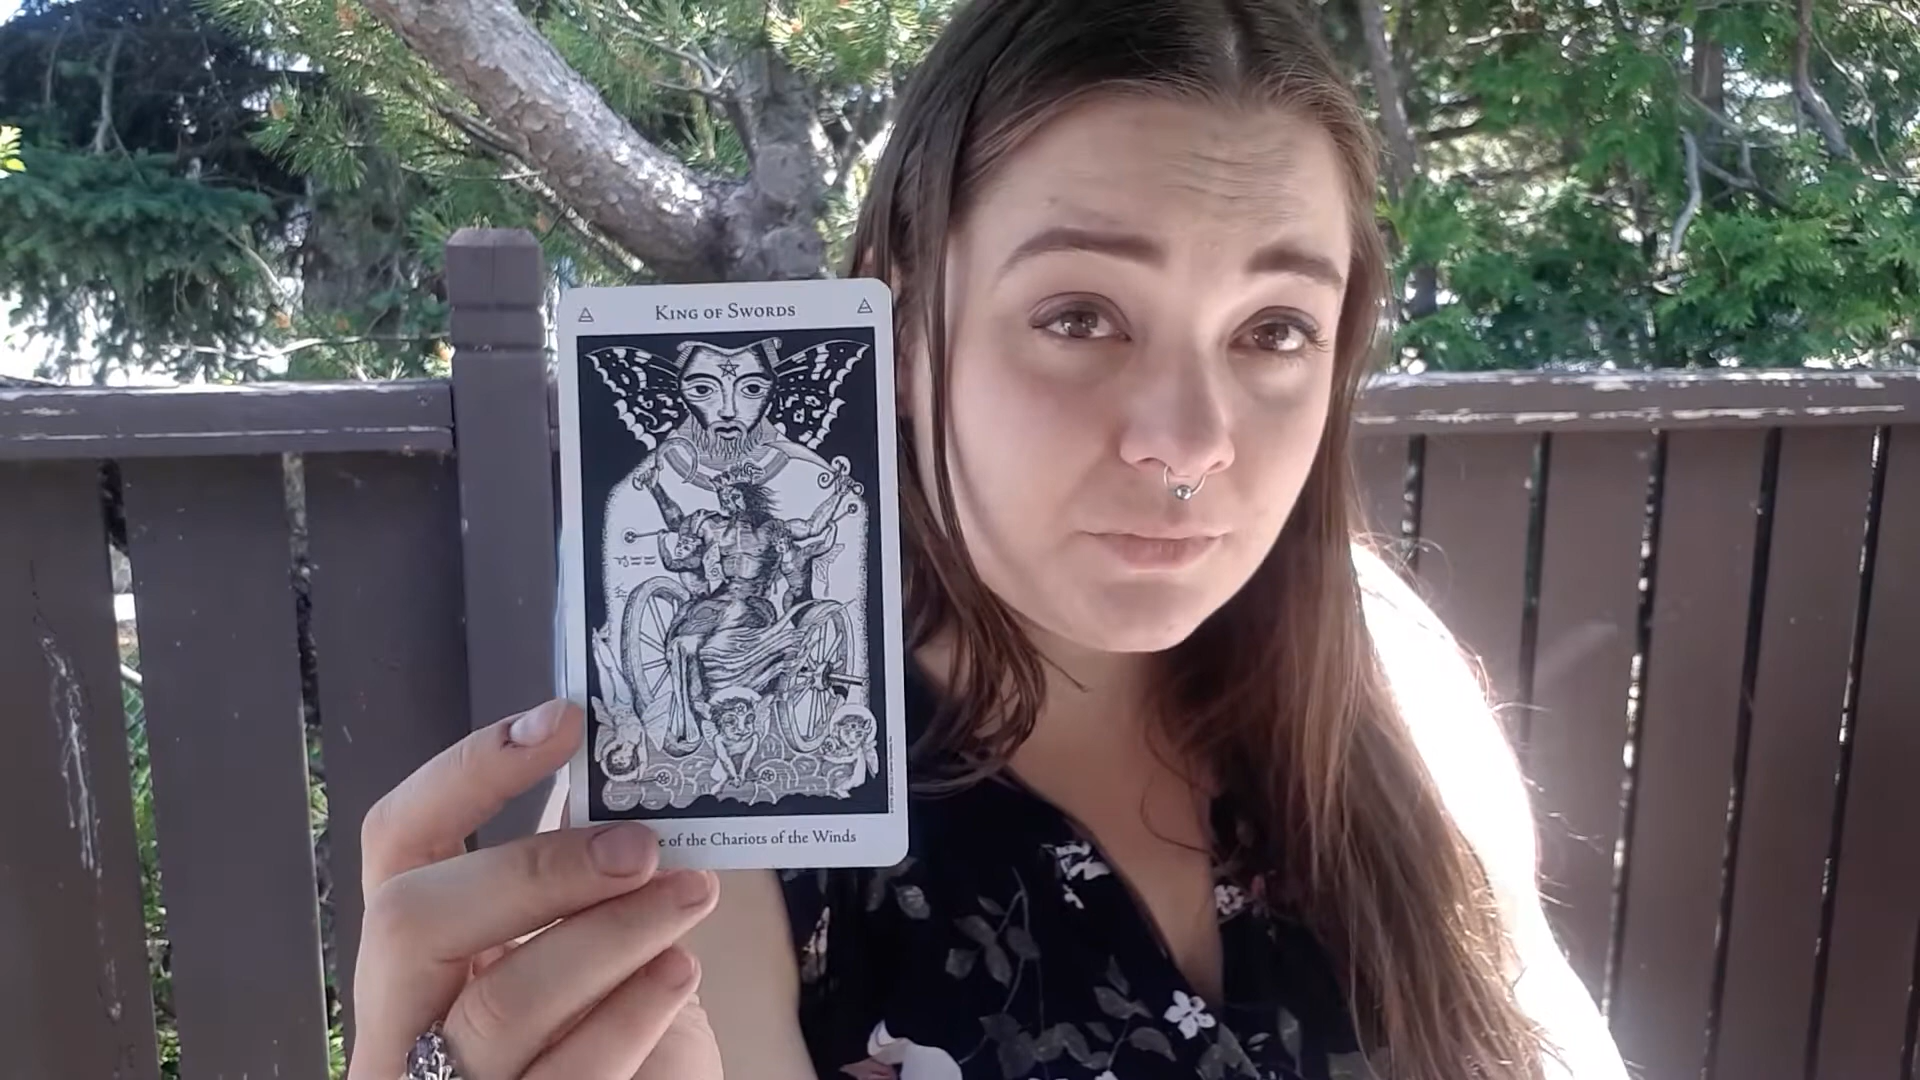 King of Swords
of the Chariots of the Winds